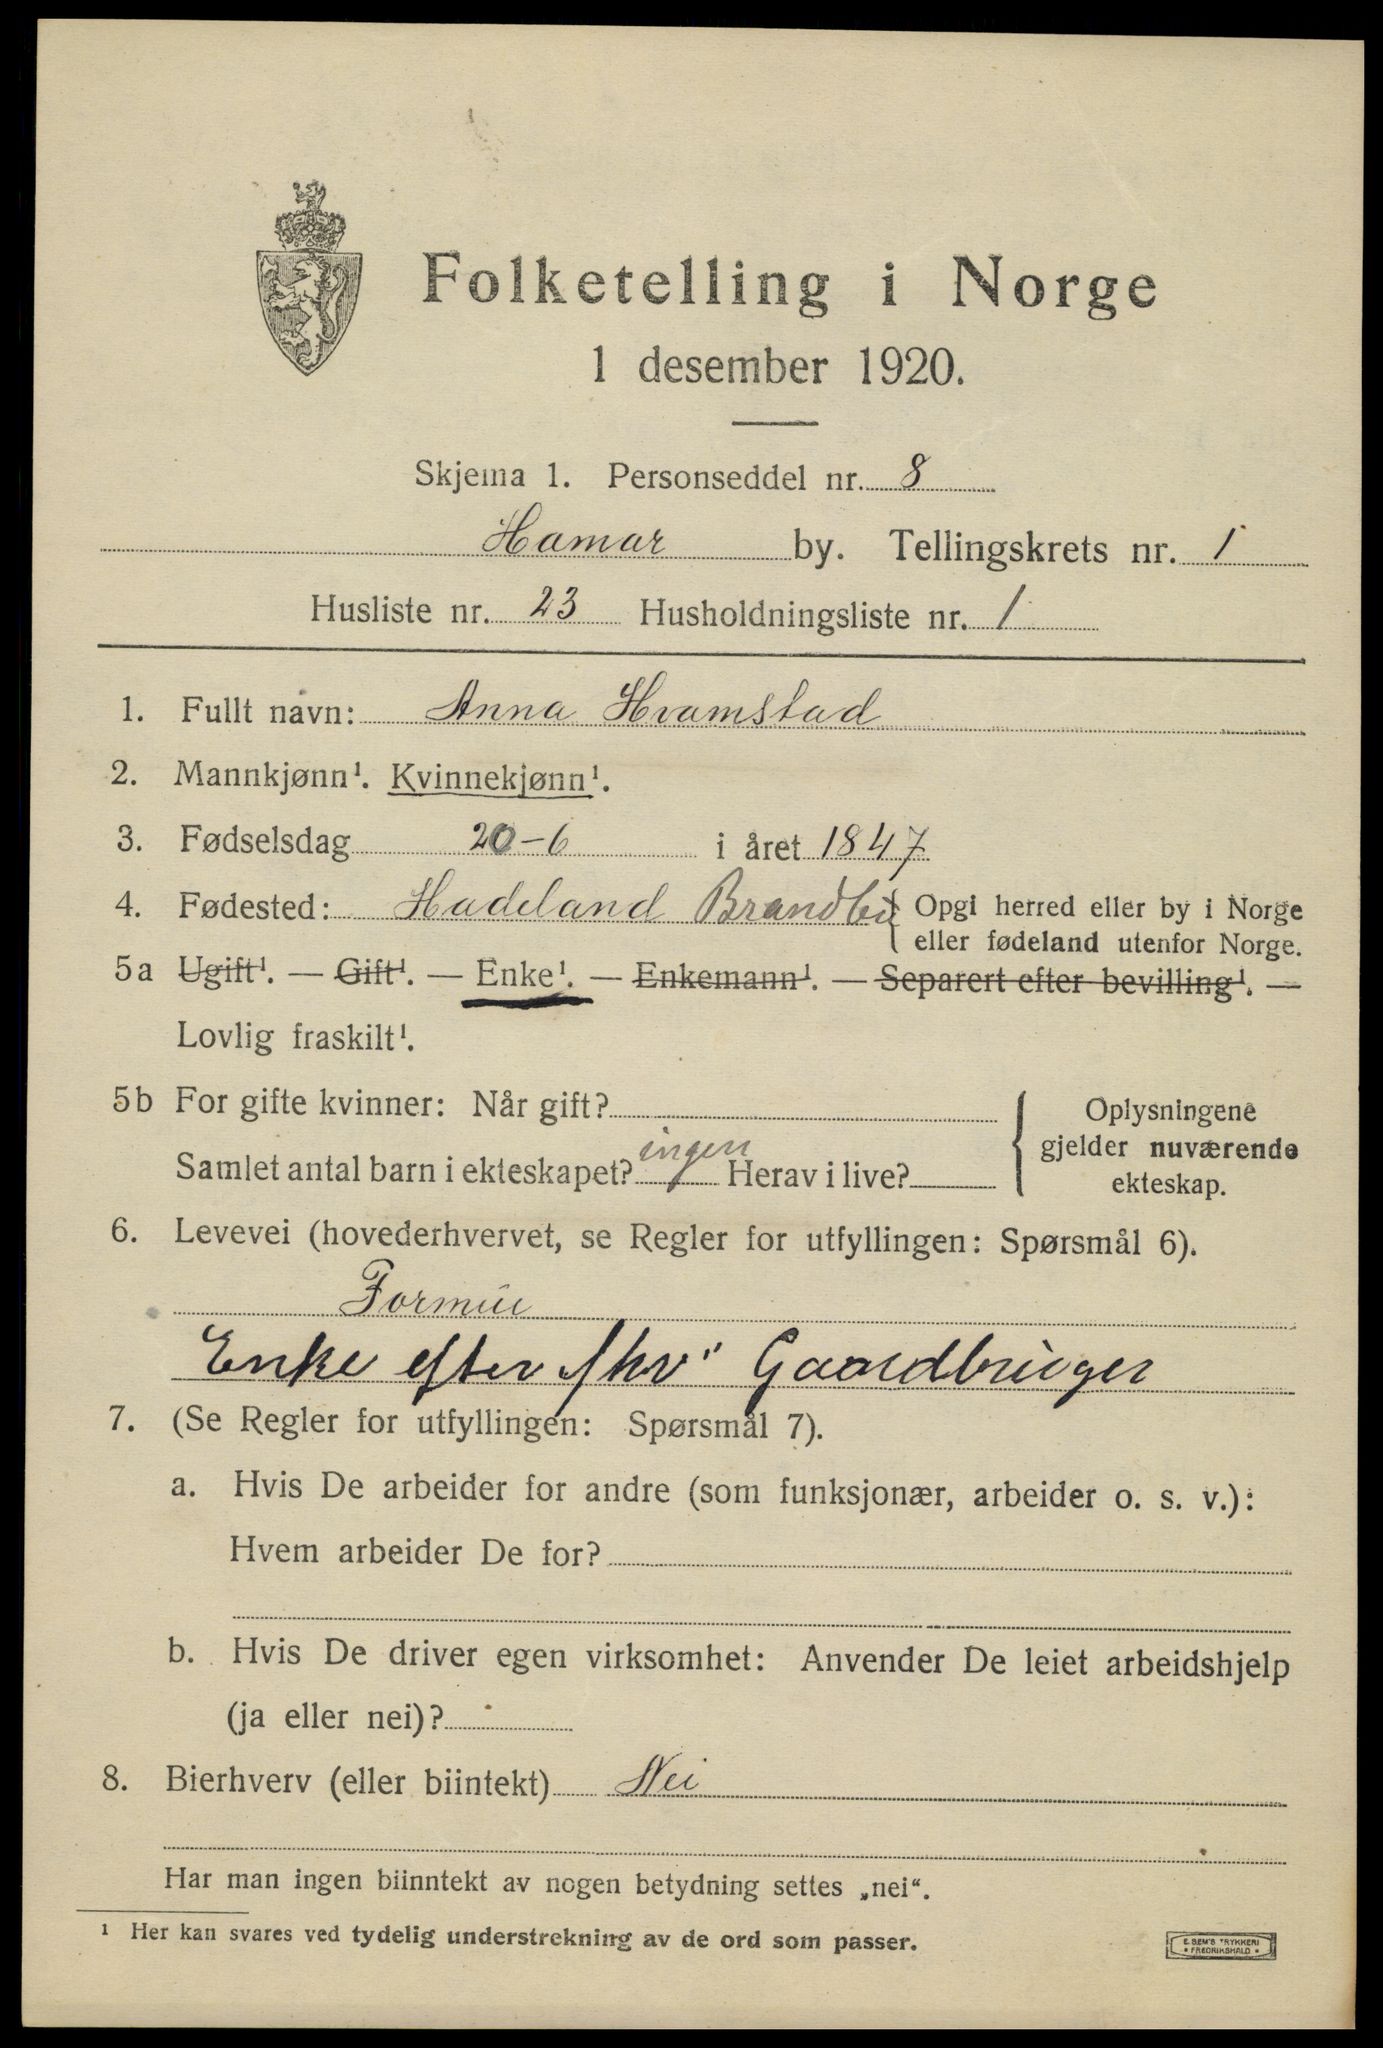 Folketelling i Norge
1 desember 1920.
Skjema 1. Personseddel nr. 8
Hamar by. Tellingskrets nr. 1
Husliste nr. 23 Husholdningsliste nr. 1
1. Fullt navn: Anna Hvamstad
2. Mannkjønn¹. Kvinnekjønn¹.
3. Fødselsdag 20-6 i året 1847
4. Fødested: Hadeland Brandbu { Opgi herred eller by i Norge
eller fødeland utenfor Norge.
5a Ugift¹. — Gift¹. — Enke¹. — Enkemann¹. — Separert efter bevilling¹. —
Lovlig fraskilt¹.
5b For gifte kvinner: Når gift?
Samlet antal barn i ekteskapet? ingen Herav i live?
Oplysningene
gjelder nuværende
ekteskap.
6. Levevei (hovederhvervet, se Regler for utfyllingen: Spørsmål 6).
Formue
Enke efter fhv. Gaardbruger
7. (Se Regler for utfyllingen: Spørsmål 7).
a. Hvis De arbeider for andre (som funksjonær, arbeider o. s. v.):
Hvem arbeider De for?
b. Hvis De driver egen virksomhet: Anvender De leiet arbeidshjelp
(ja eller nei)?
8. Bierhverv (eller biintekt) Nei
Har man ingen biinntekt av nogen betydning settes „nei“.
¹ Her kan svares ved tydelig understrekning av de ord som passer.
E. SEM'S TRYKKERI
• FREDRIKSHALD •